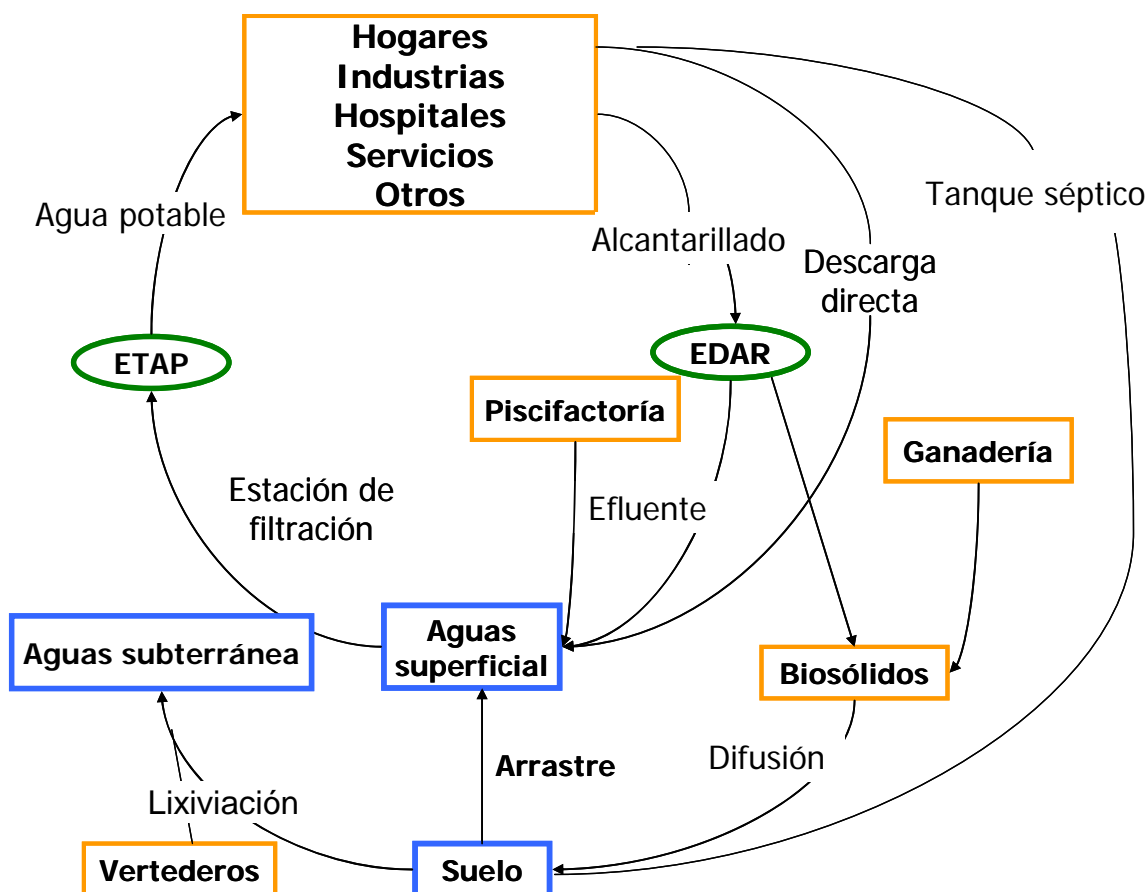 Hogares
Industrias
Hospitales
Servicios
Otros
Tanque séptico
Agua potable
Alcantarillado
Descarga
directa
ETAP
EDAR
Piscifactoría
Ganadería
Estación de
filtración
Efluente
Aguas subterránea
Aguas
superficial
Biosólidos
Arrastre
Difusión
Lixiviación
Vertederos
Suelo